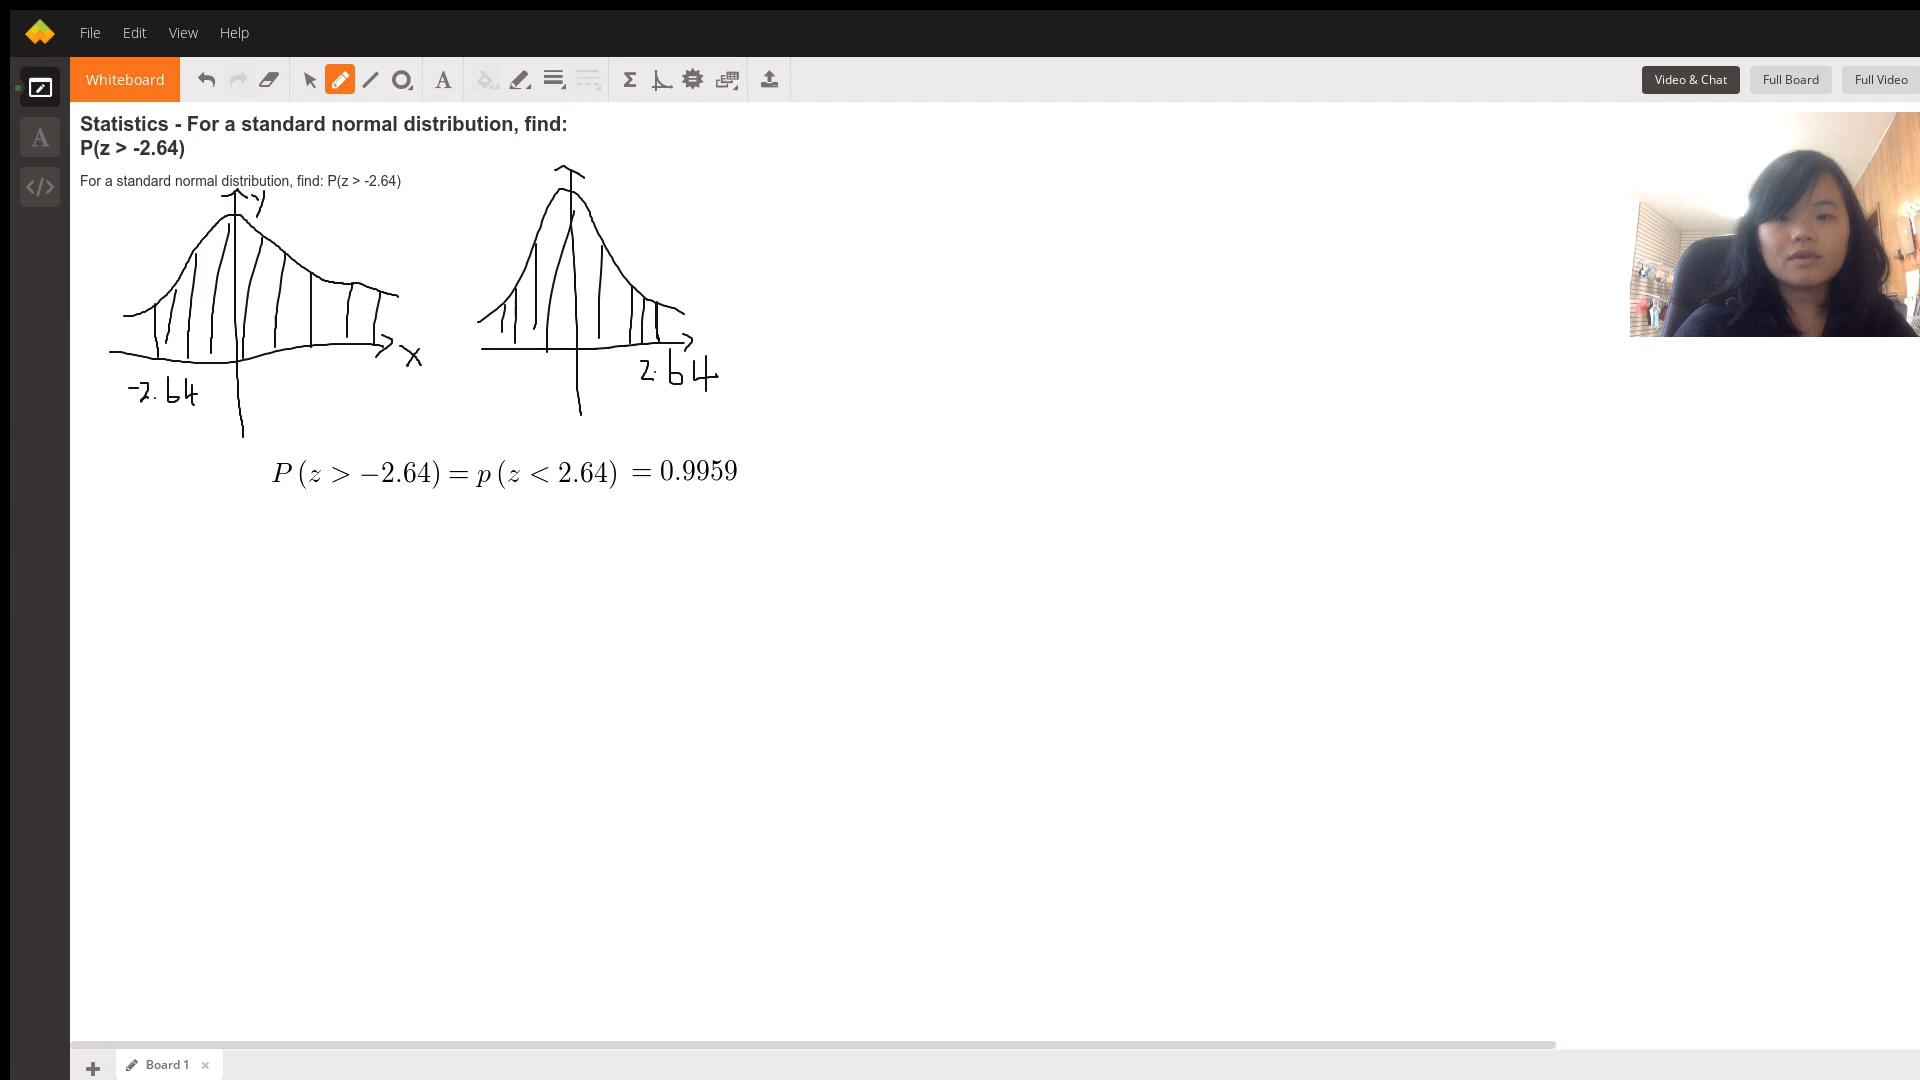 File Edit View Help
Whiteboard A Σ Video & Chat Full Board Full Video
A
</>
Statistics - For a standard normal distribution, find:
P(z > -2.64)
For a standard normal distribution, find: P(z > -2.64)
y
x
-2.64
2.64
P (z > −2.64) = p (z < 2.64) = 0.9959
+ Board 1 ×